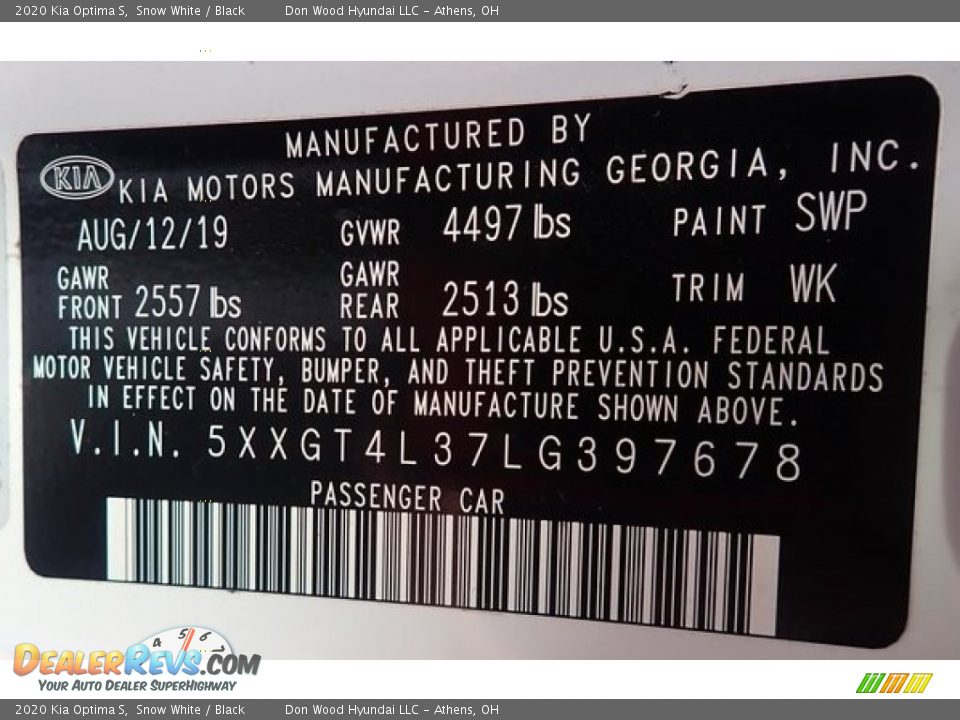 2020 Kia Optima S, Snow White / Black Don Wood Hyundai LLC - Athens, OH
MANUFACTURED BY
KIA KIA MOTORS MANUFACTURING GEORGIA, INC.
AUG/12/19 GVWR 4497 lbs PAINT SWP
GAWR FRONT 2557 lbs GAWR REAR 2513 lbs TRIM WK
THIS VEHICLE CONFORMS TO ALL APPLICABLE U.S.A. FEDERAL
MOTOR VEHICLE SAFETY, BUMPER, AND THEFT PREVENTION STANDARDS
IN EFFECT ON THE DATE OF MANUFACTURE SHOWN ABOVE.
V.I.N. 5XXGT4L37LG397678
PASSENGER CAR
4 5 6 7
DEALERREVS.COM
YOUR AUTO DEALER SUPERHIGHWAY
2020 Kia Optima S, Snow White / Black Don Wood Hyundai LLC - Athens, OH